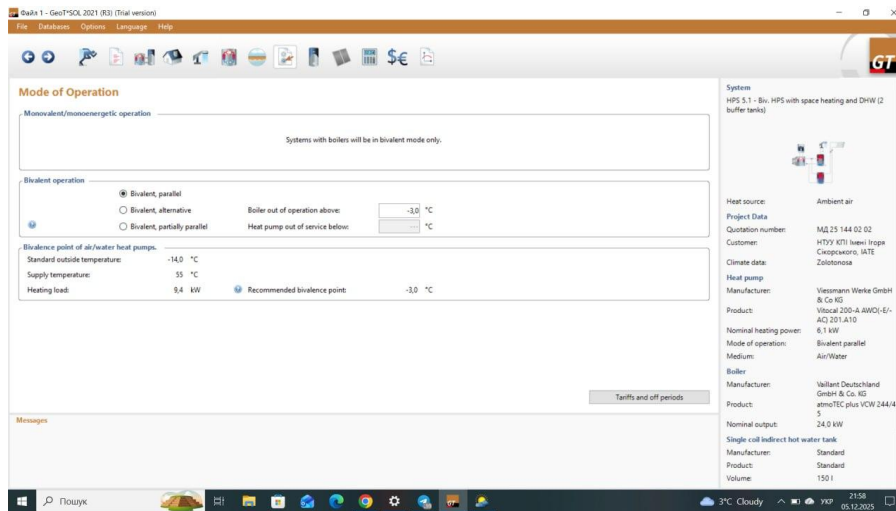 Файл 1 - GeoT*SOL 2021 (R3) (Trial version)
File Databases Options Language Help
$€
GT
Mode of Operation
Monovalent/monoenergetic operation
Systems with boilers will be in bivalent mode only.
Bivalent operation
Bivalent, parallel
Bivalent, alternative Boiler out of operation above: -3,0 °C
Bivalent, partially parallel Heat pump out of service below: --- °C
Bivalence point of air/water heat pumps.
Standard outside temperature: -14,0 °C
Supply temperature: 55 °C
Heating load: 9,4 kW Recommended bivalence point: -3,0 °C
Tariffs and off periods
Messages
System
HPS 5.1 - Biv. HPS with space heating and DHW (2
buffer tanks)
Heat source: Ambient air
Project Data
Quotation number: МД 25 144 02 02
Customer: НТУУ КПІ Імені Ігоря
Сікорського, ІАТЕ
Climate data: Zolotonosa
Heat pump
Manufacturer: Viessmann Werke GmbH
& Co KG
Product: Vitocal 200-A AWO(-E/-
AC) 201.A10
Nominal heating power: 6,1 kW
Mode of operation: Bivalent parallel
Medium: Air/Water
Boiler
Manufacturer: Vaillant Deutschland
GmbH & Co. KG
Product: atmoTEC plus VCW 244/4
5
Nominal output: 24,0 kW
Single coil indirect hot water tank
Manufacturer: Standard
Product: Standard
Volume: 150 l
Пошук
3°C Cloudy УКР 21:58
05.12.2025